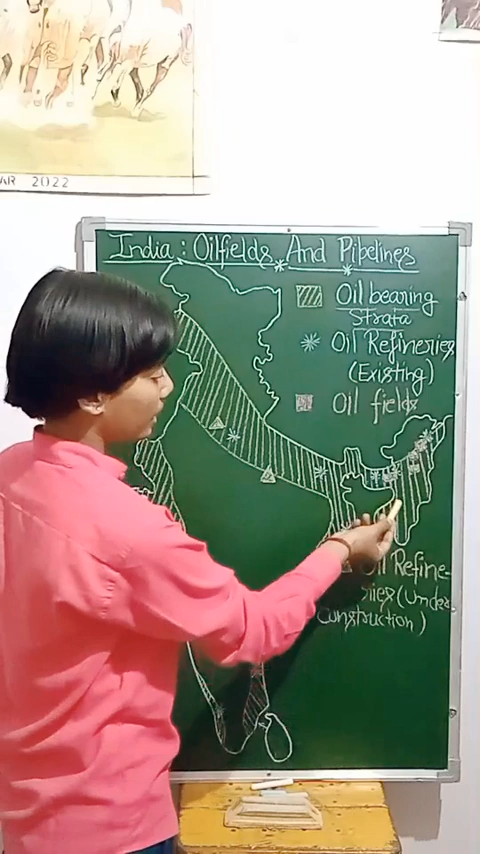 AR 2022
India : Oilfields And Pipelines
Oil bearing
Strata
Oil Refineries
(Existing)
Oil fields
Oil Refine-
ries (Under
Construction)